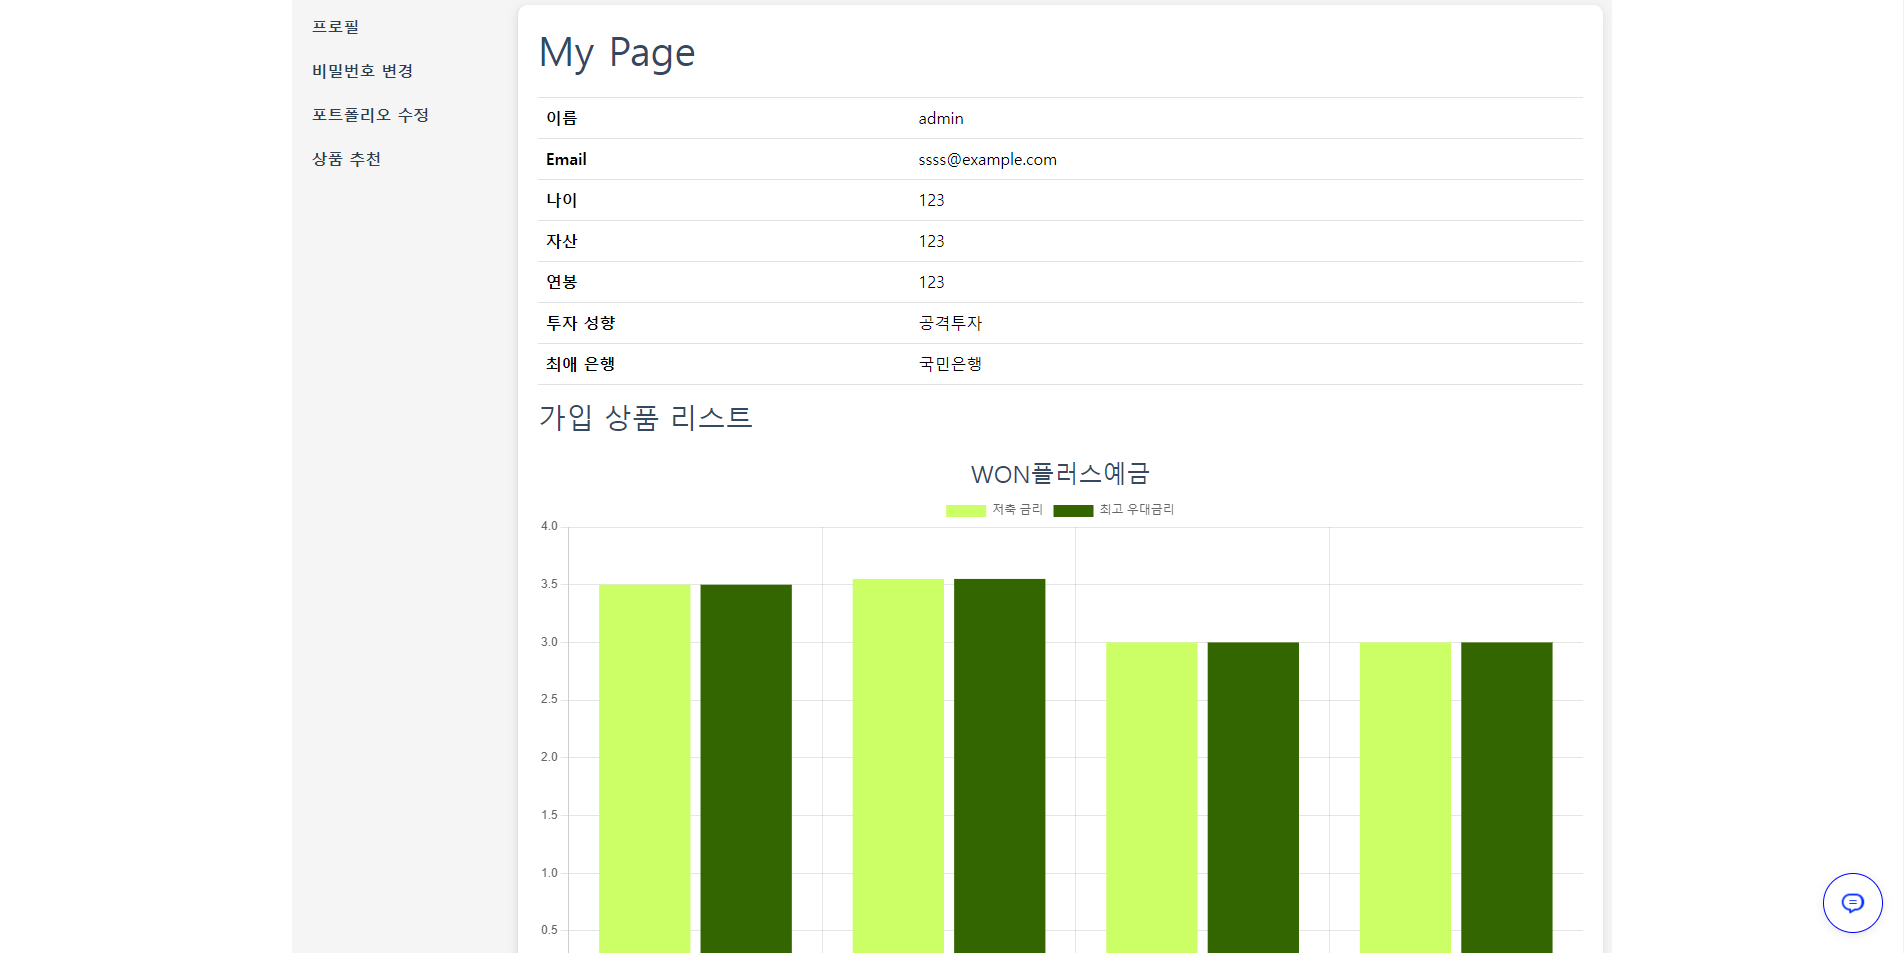 프로필
비밀번호 변경
포트폴리오 수정
상품 추천
My Page
이름 admin
Email ssss@example.com
나이 123
자산 123
연봉 123
투자 성향 공격투자
최애 은행 국민은행
가입 상품 리스트
WON플러스예금
저축 금리 최고 우대금리
4.0
3.5
3.0
2.5
2.0
1.5
1.0
0.5